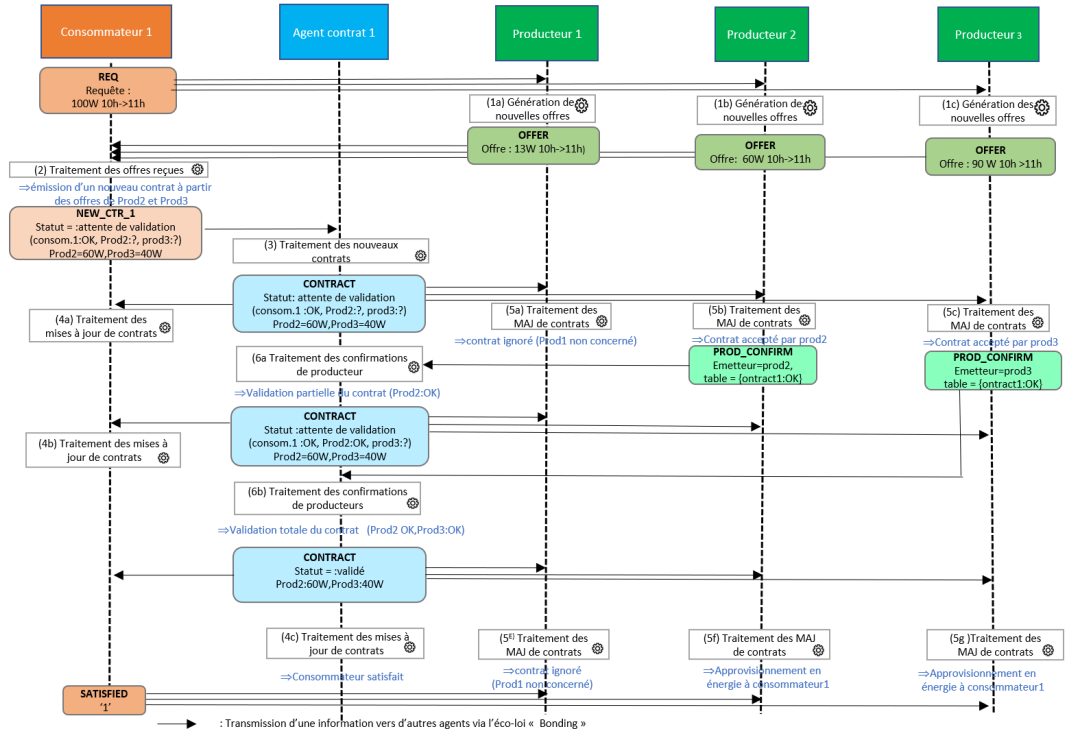 Consommateur 1
Agent contrat 1
Producteur 1
Producteur 2
Producteur 3
REQ
Requête :
100W 10h->11h
(1a) Génération de
nouvelles offres
(1b) Génération de
nouvelles offres
(1c) Génération de
nouvelles offres
OFFER
Offre : 13W 10h->11h)
OFFER
Offre: 60W 10h->11h
OFFER
Offre : 90 W 10h >11h
(2) Traitement des offres reçues
⇒émission d'un nouveau contrat à partir
des offres de Prod2 et Prod3
NEW_CTR_1
Statut = :attente de validation
(consom.1:OK, Prod2:?, prod3:?)
Prod2=60W,Prod3=40W
(3) Traitement des nouveaux
contrats
CONTRACT
Statut: attente de validation
(consom.1 :OK, Prod2:?, prod3:?)
Prod2=60W,Prod3=40W
(4a) Traitement des
mises à jour de contrats
(5a) Traitement des
MAJ de contrats
⇒contrat ignoré (Prod1 non concerné)
(5b) Traitement des
MAJ de contrats
⇒Contrat accepté par prod2
(5c) Traitement des
MAJ de contrats
⇒Contrat accepté par prod3
PROD_CONFIRM
Emetteur=prod2,
table = {ontract1:OK}
PROD_CONFIRM
Emetteur=prod3
table = {ontract1:OK}
(6a Traitement des confirmations
de producteur
⇒Validation partielle du contrat (Prod2:OK)
CONTRACT
Statut :attente de validation
(consom.1 :OK, Prod2:OK, prod3:?)
Prod2=60W,Prod3=40W
(4b) Traitement des mises à
jour de contrats
(6b) Traitement des confirmations
de producteurs
⇒Validation totale du contrat (Prod2 OK,Prod3:OK)
CONTRACT
Statut = :validé
Prod2:60W,Prod3:40W
(4c) Traitement des mises à
jour de contrats
⇒Consommateur satisfait
(5E) Traitement des
MAJ de contrats
⇒contrat ignoré
(Prod1 non concerné)
(5f) Traitement des MAJ
de contrats
⇒Approvisionnement en
énergie à consommateur1
(5g )Traitement des
MAJ de contrats
⇒Approvisionnement en
énergie à consommateur1
SATISFIED
'1'
: Transmission d'une information vers d'autres agents via l'éco-loi « Bonding »